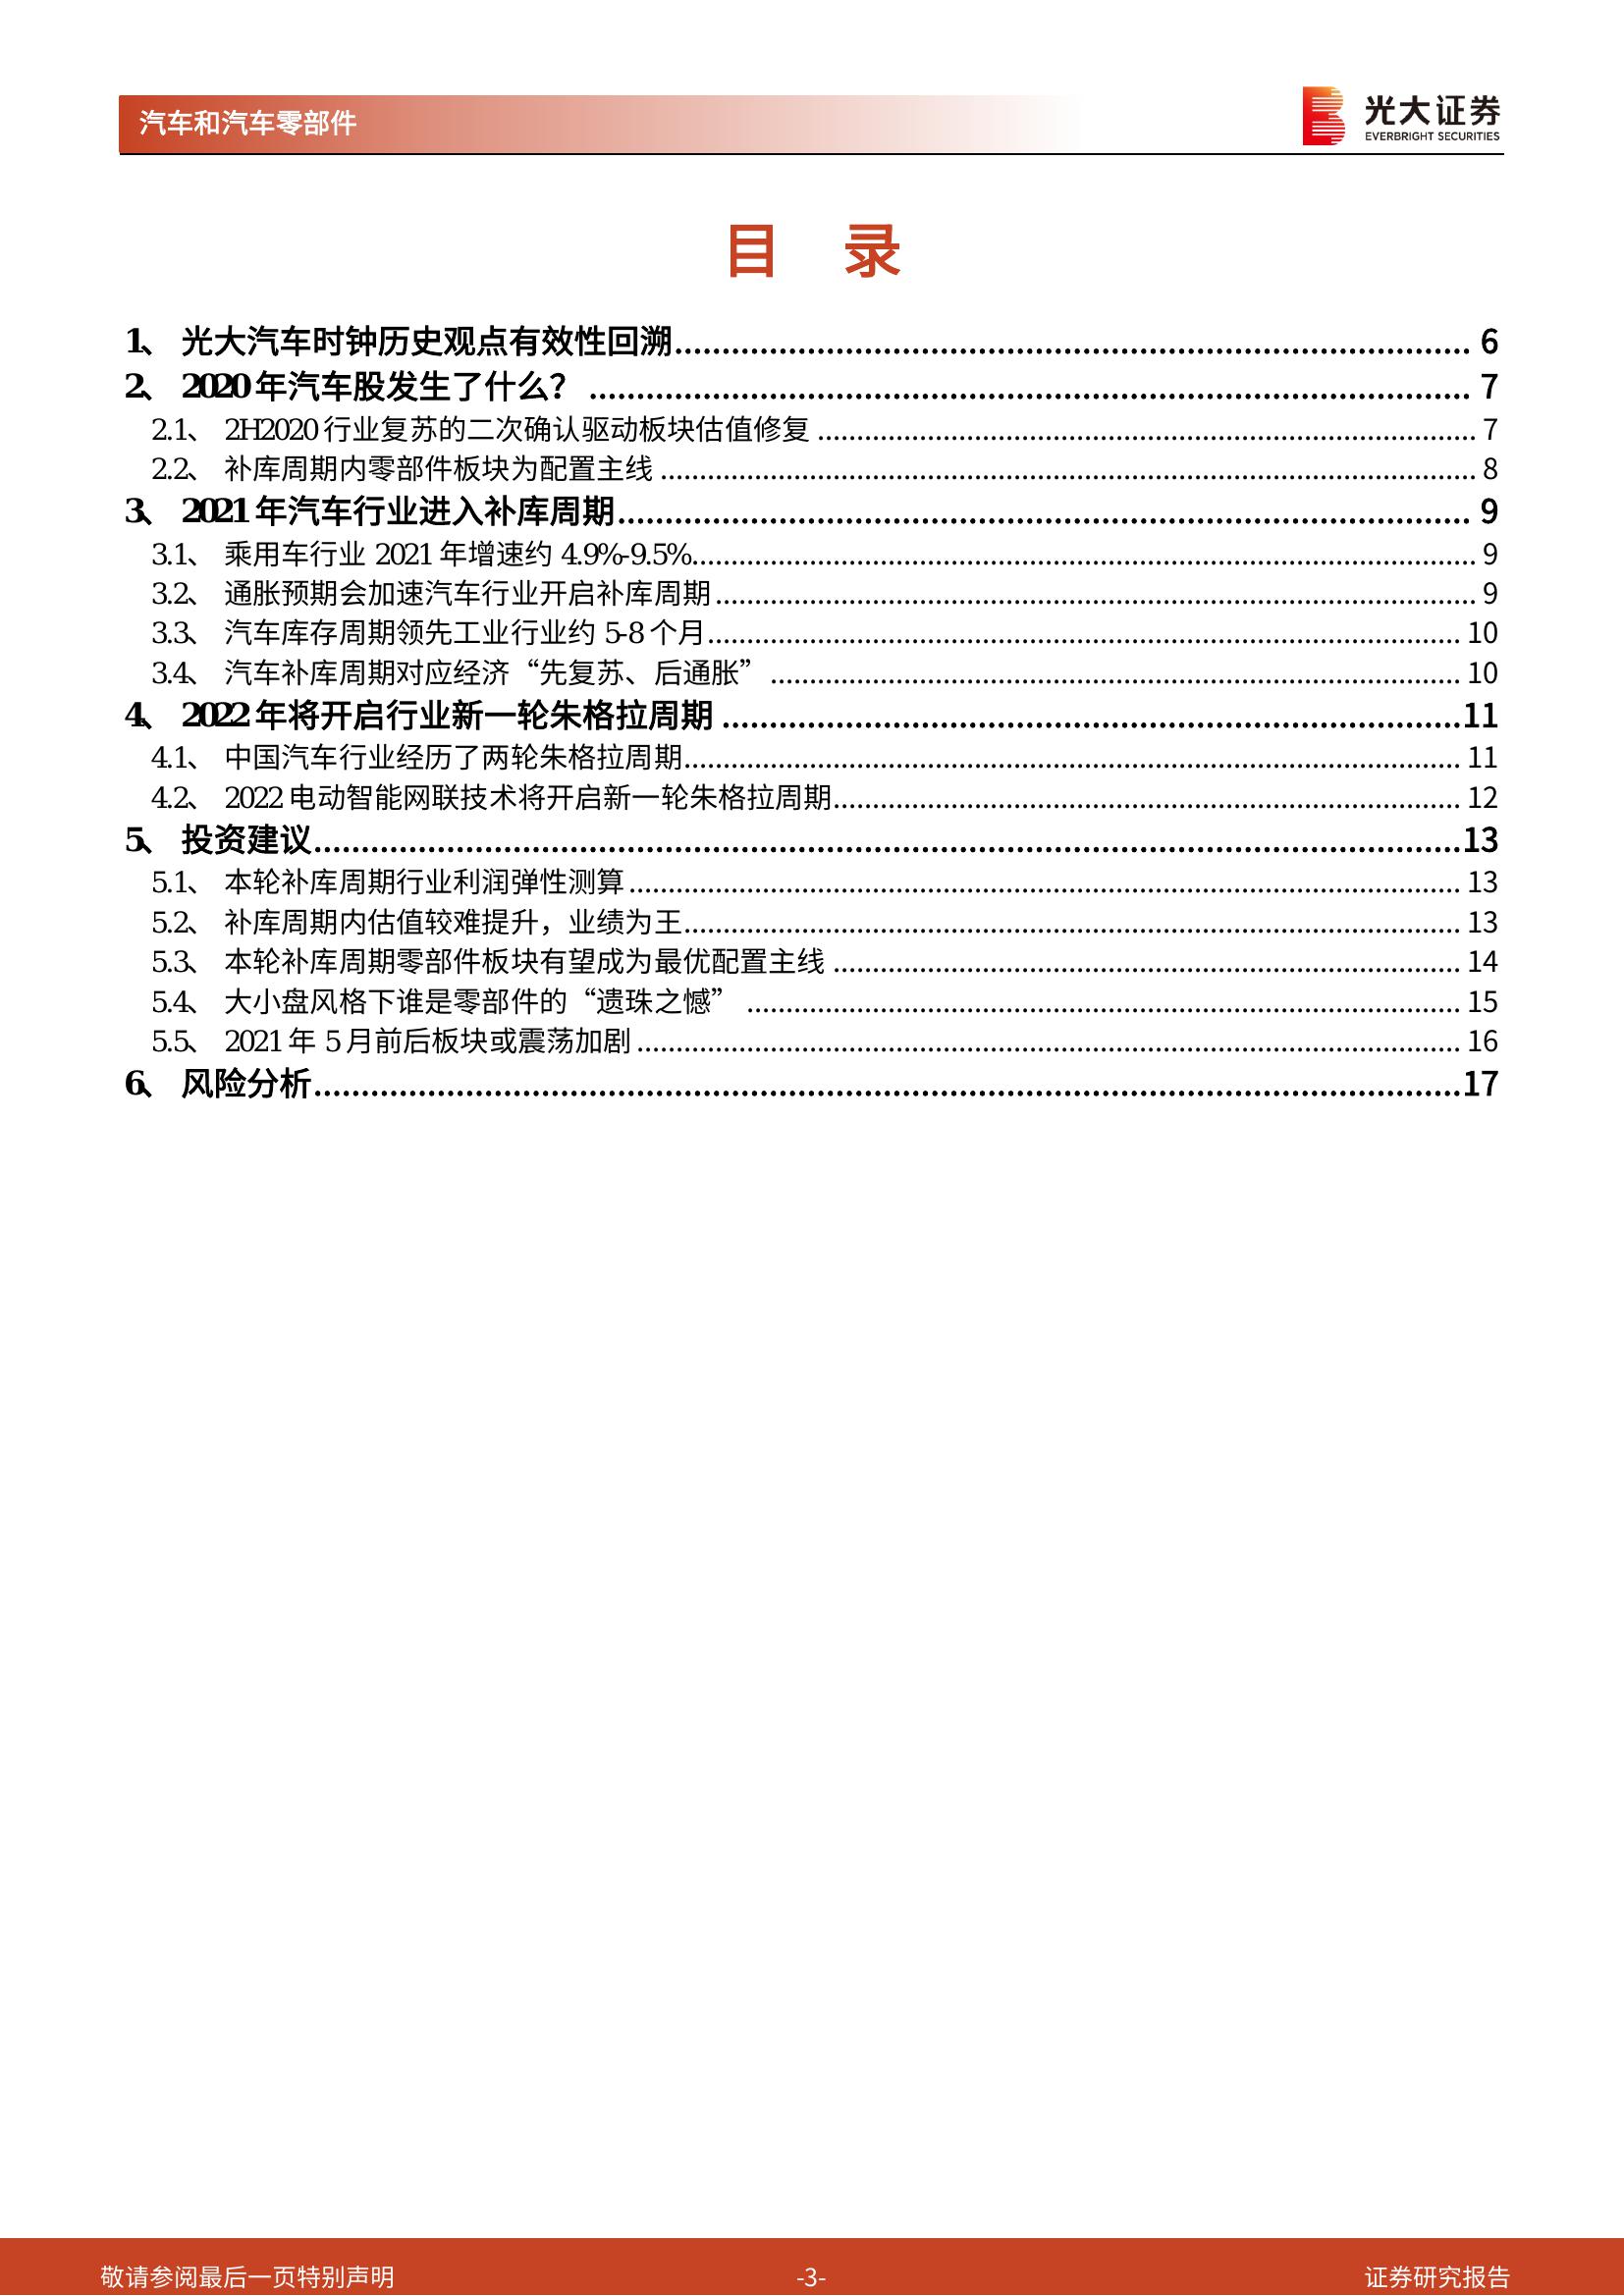 汽车和汽车零部件
光大证券
EVERBRIGHT SECURITIES
目 录
1、 光大汽车时钟历史观点有效性回溯 6
2、 2020 年汽车股发生了什么？ 7
2.1、 2H2020 行业复苏的二次确认驱动板块估值修复 7
2.2、 补库周期内零部件板块为配置主线 8
3、 2021 年汽车行业进入补库周期 9
3.1、 乘用车行业 2021 年增速约 4.9%-9.5% 9
3.2、 通胀预期会加速汽车行业开启补库周期 9
3.3、 汽车库存周期领先工业行业约 5-8 个月 10
3.4、 汽车补库周期对应经济“先复苏、后通胀” 10
4、 2022 年将开启行业新一轮朱格拉周期 11
4.1、 中国汽车行业经历了两轮朱格拉周期 11
4.2、 2022 电动智能网联技术将开启新一轮朱格拉周期 12
5、 投资建议 13
5.1、 本轮补库周期行业利润弹性测算 13
5.2、 补库周期内估值较难提升，业绩为王 13
5.3、 本轮补库周期零部件板块有望成为最优配置主线 14
5.4、 大小盘风格下谁是零部件的“遗珠之憾” 15
5.5、 2021 年 5 月前后板块或震荡加剧 16
6、 风险分析 17
敬请参阅最后一页特别声明 -3- 证券研究报告